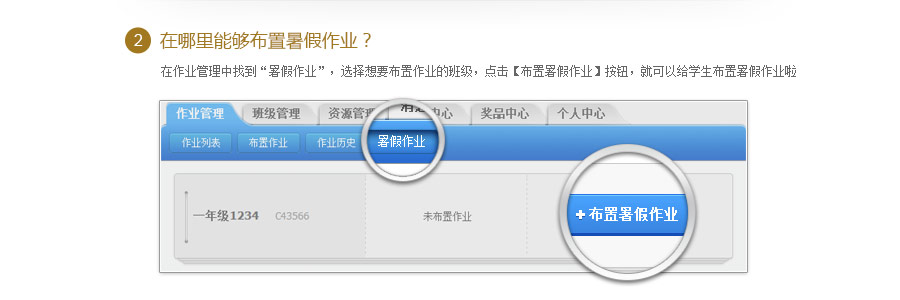 2 在哪里能够布置暑假作业？
在作业管理中找到“暑假作业”，选择想要布置作业的班级，点击【布置暑假作业】按钮，就可以给学生布置暑假作业啦
作业管理 班级管理 资源管理 中心 奖品中心 个人中心
作业列表 布置作业 作业历史 暑假作业
一年级1234 C43566 未布置作业 +布置暑假作业